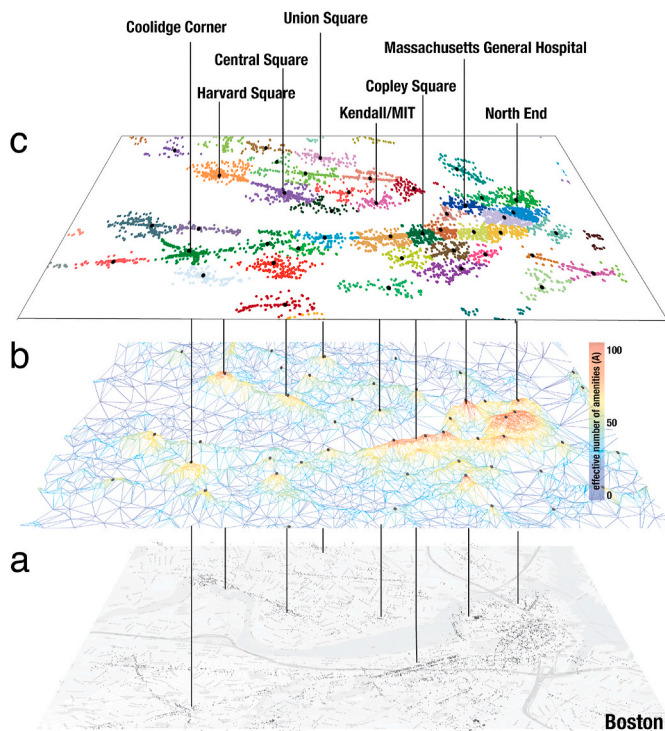 Union Square
Coolidge Corner
Massachusetts General Hospital
Central Square
Copley Square
Harvard Square
Kendall/MIT
North End
c
b
100
50
0
effective number of amenities (A)
a
Boston